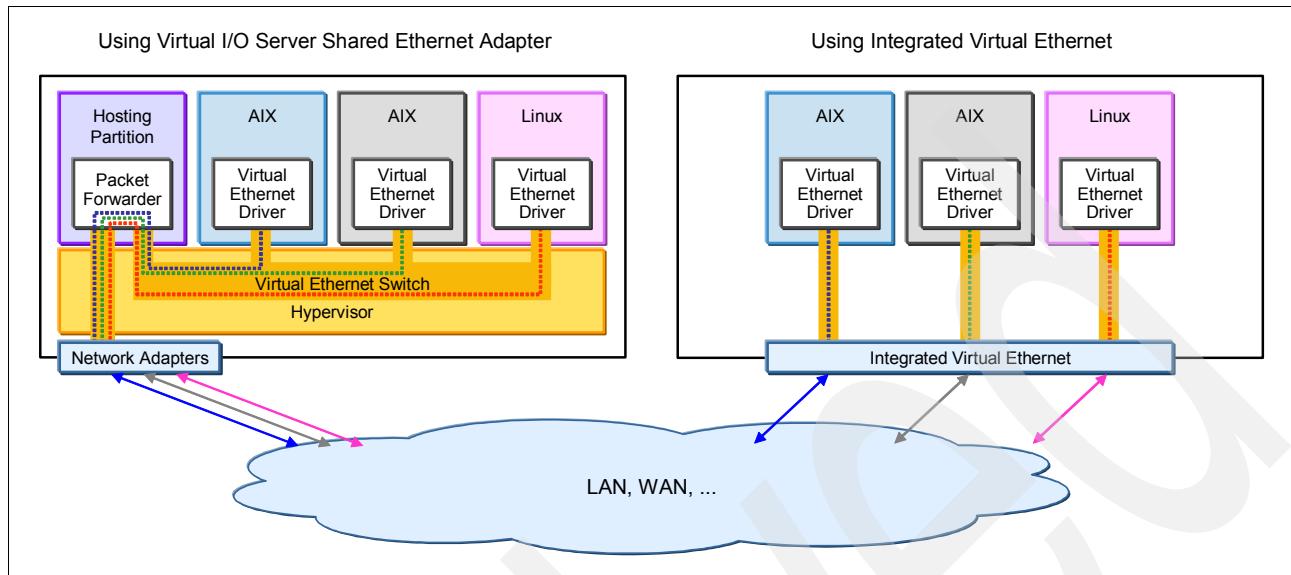 Using Virtual I/O Server Shared Ethernet Adapter
Hosting
Partition
Packet
Forwarder
AIX
Virtual
Ethernet
Driver
AIX
Virtual
Ethernet
Driver
Linux
Virtual
Ethernet
Driver
Virtual Ethernet Switch
Hypervisor
Network Adapters
Using Integrated Virtual Ethernet
AIX
Virtual
Ethernet
Driver
AIX
Virtual
Ethernet
Driver
Linux
Virtual
Ethernet
Driver
Integrated Virtual Ethernet
LAN, WAN, ...